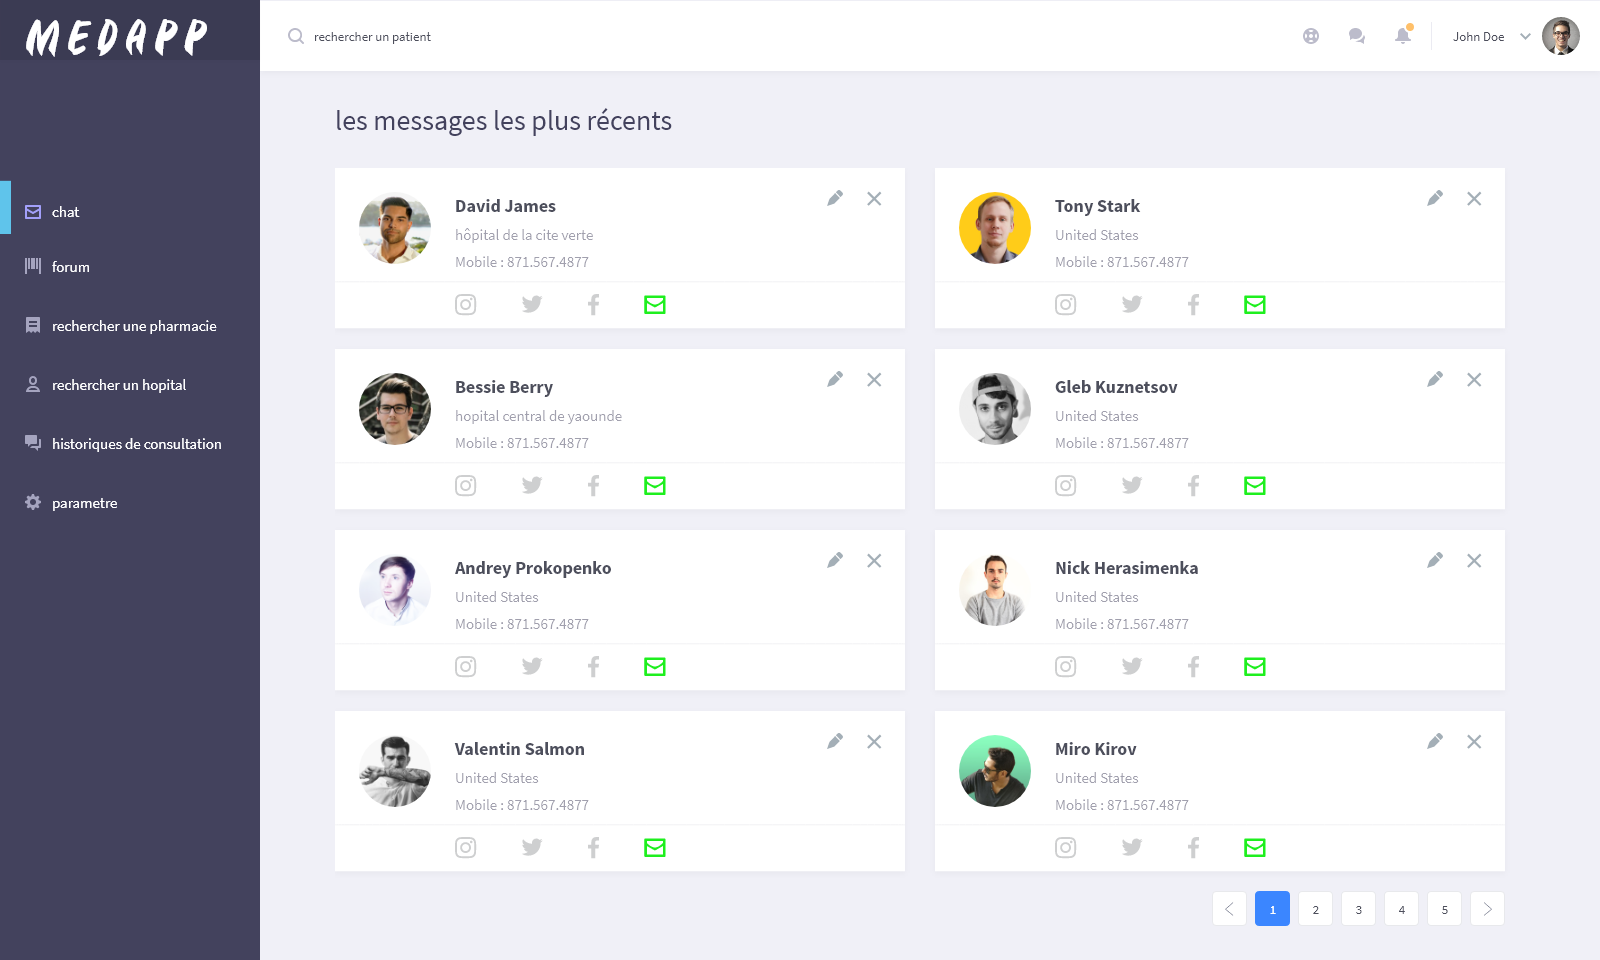 MEDAPP
rechercher un patient
John Doe
chat
forum
rechercher une pharmacie
rechercher un hopital
historiques de consultation
parametre
les messages les plus récents
David James
hôpital de la cite verte
Mobile : 871.567.4877
Tony Stark
United States
Mobile : 871.567.4877
Bessie Berry
hopital central de yaounde
Mobile : 871.567.4877
Gleb Kuznetsov
United States
Mobile : 871.567.4877
Andrey Prokopenko
United States
Mobile : 871.567.4877
Nick Herasimenka
United States
Mobile : 871.567.4877
Valentin Salmon
United States
Mobile : 871.567.4877
Miro Kirov
United States
Mobile : 871.567.4877
1 2 3 4 5